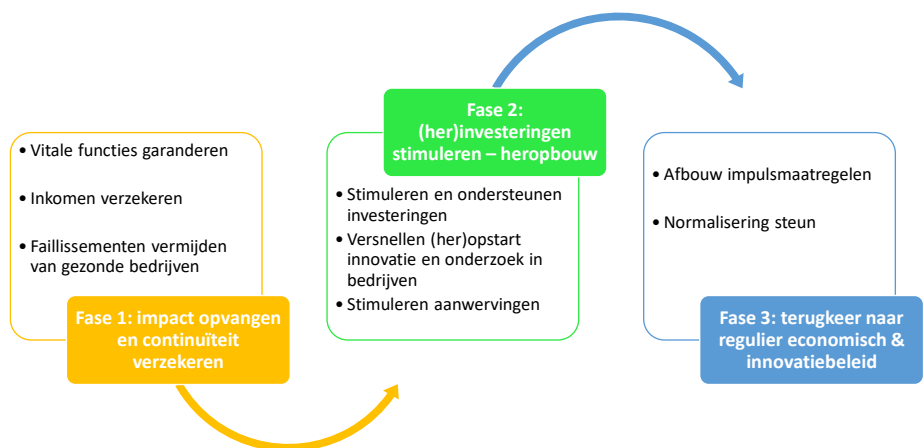 • Vitale functies garanderen
• Inkomen verzekeren
• Faillissementen vermijden
van gezonde bedrijven
Fase 1: impact opvangen
en continuïteit
verzekeren
Fase 2:
(her)investeringen
stimuleren – heropbouw
• Stimuleren en ondersteunen
investeringen
• Versnellen (her)opstart
innovatie en onderzoek in
bedrijven
• Stimuleren aanwervingen
• Afbouw impulsmaatregelen
• Normalisering steun
Fase 3: terugkeer naar
regulier economisch &
innovatiebeleid